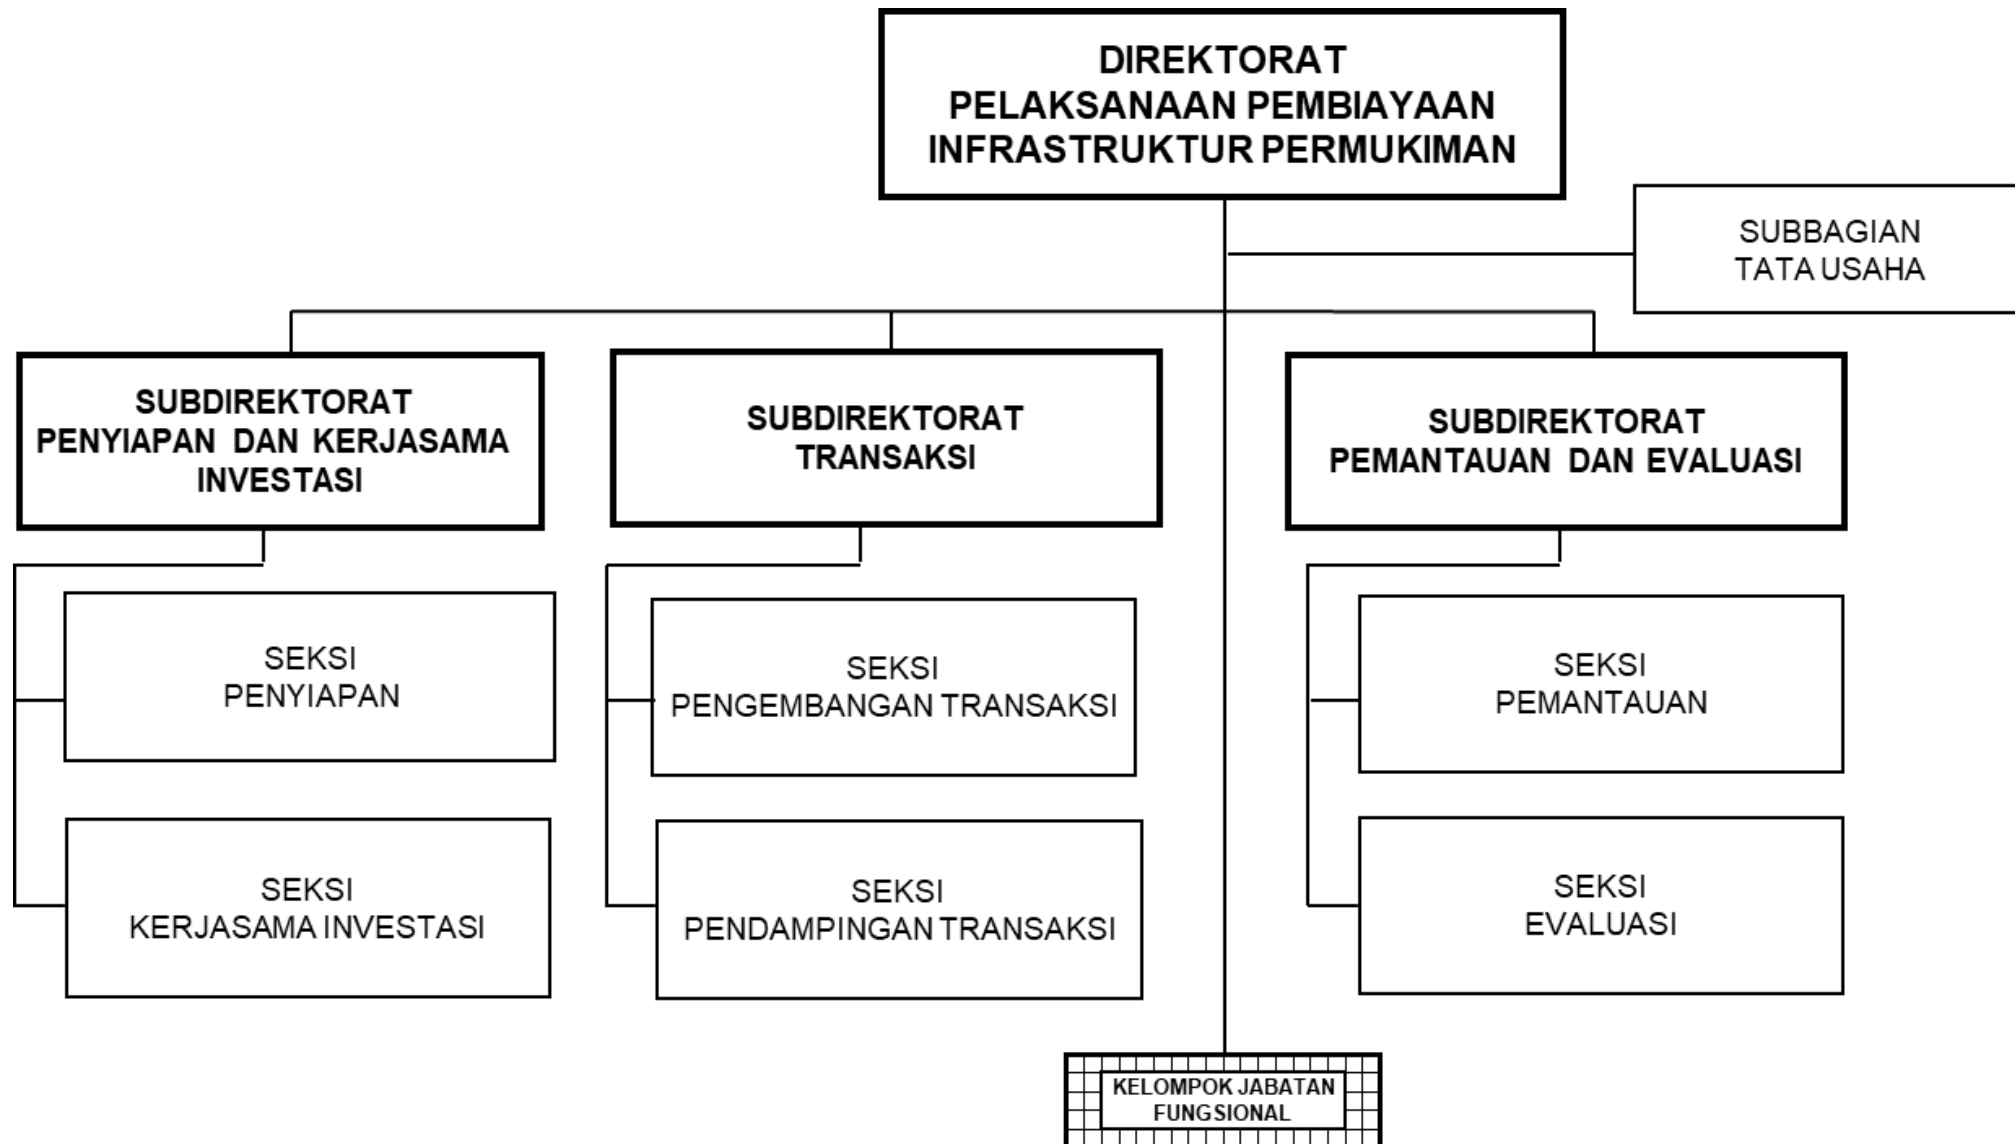 DIREKTORAT
PELAKSANAAN PEMBIAYAAN
INFRASTRUKTUR PERMUKIMAN
SUBBAGIAN
TATA USAHA
SUBDIREKTORAT
PENYIAPAN DAN KERJASAMA
INVESTASI
SUBDIREKTORAT
TRANSAKSI
SUBDIREKTORAT
PEMANTAUAN DAN EVALUASI
SEKSI
PENYIAPAN
SEKSI
PENGEMBANGAN TRANSAKSI
SEKSI
PEMANTAUAN
SEKSI
KERJASAMA INVESTASI
SEKSI
PENDAMPINGAN TRANSAKSI
SEKSI
EVALUASI
KELOMPOK JABATAN
FUNGSIONAL